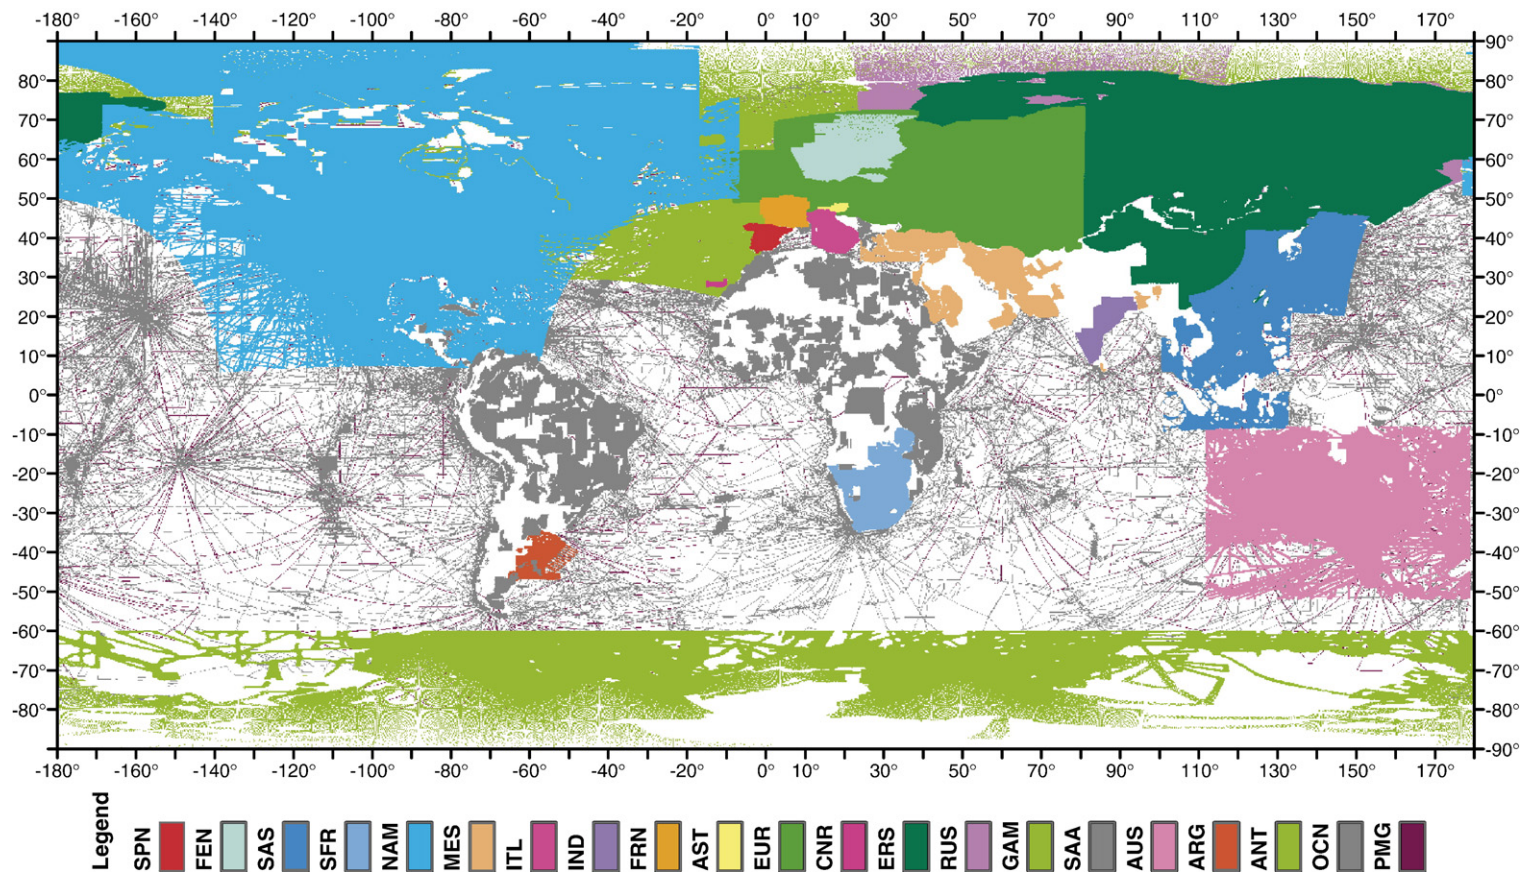 -180° -160° -140° -120° -100° -80° -60° -40° -20° 0° 10° 30° 50° 70° 90° 110° 130° 150° 170°
90°
80° 80°
70° 70°
60° 60°
50° 50°
40° 40°
30° 30°
20° 20°
10° 10°
0° 0°
-10° -10°
-20° -20°
-30° -30°
-40° -40°
-50° -50°
-60° -60°
-70° -70°
-80° -80°
-90°
-180° -160° -140° -120° -100° -80° -60° -40° -20° 0° 10° 30° 50° 70° 90° 110° 130° 150° 170°
Legend
SPN
FEN
SAS
SFR
NAM
MES
ITL
IND
FRN
AST
EUR
CNR
ERS
RUS
GAM
SAA
AUS
ARG
ANT
OCN
PMG